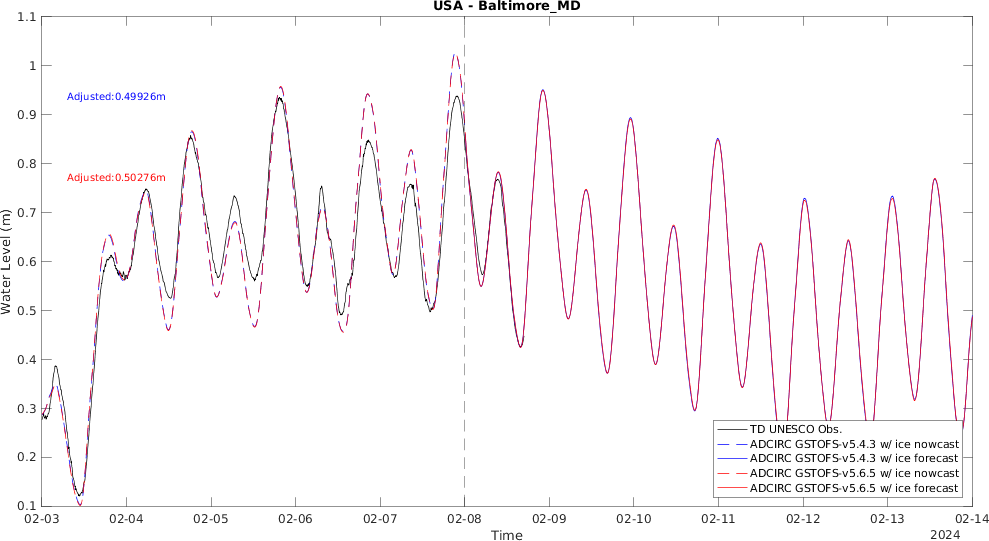 USA - Baltimore_MD
1.1
1
0.9
0.8
0.7
0.6
0.5
0.4
0.3
0.2
0.1
Water Level (m)
Adjusted:0.49926m
Adjusted:0.50276m
TD UNESCO Obs.
ADCIRC GSTOFS-v5.4.3 w/ ice nowcast
ADCIRC GSTOFS-v5.4.3 w/ ice forecast
ADCIRC GSTOFS-v5.6.5 w/ ice nowcast
ADCIRC GSTOFS-v5.6.5 w/ ice forecast
02-03 02-04 02-05 02-06 02-07 02-08 02-09 02-10 02-11 02-12 02-13 02-14
Time
2024